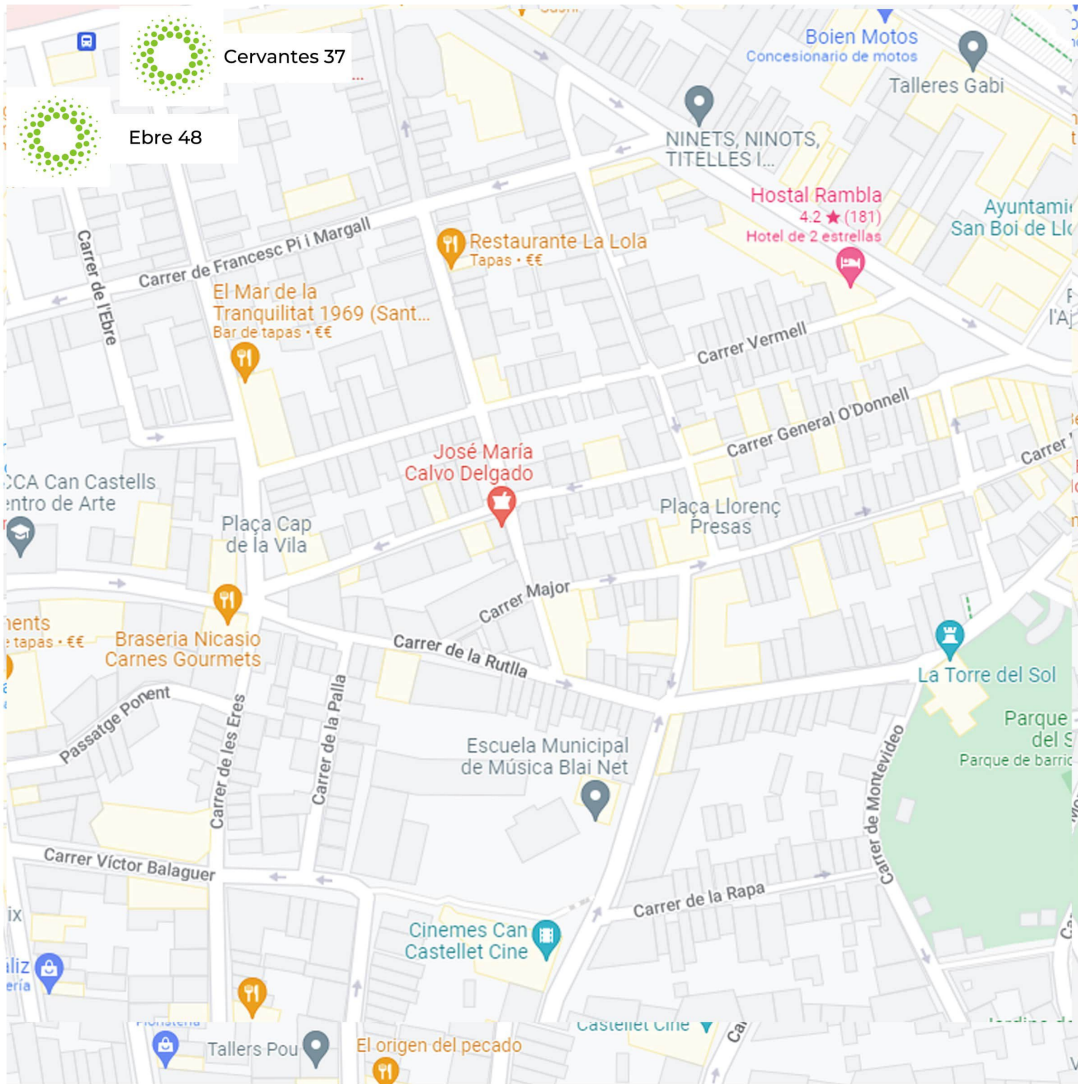 Cervantes 37
Ebre 48
Boien Motos
Concesionario de motos
Talleres Gabi
NINETS, NINOTS,
TITELLES I...
Hostal Rambla
4.2 ★ (181)
Hotel de 2 estrellas
Ayuntami
San Boi de Llo
Restaurante La Lola
Tapas • €€
Carrer de Francesc Pi i Margall
Carrer de l'Ebre
El Mar de la
Tranquilitat 1969 (Sant...
Bar de tapas • €€
Carrer Vermell
Carrer General O'Donnell
Carrer
José María
Calvo Delgado
CCA Can Castells
entro de Arte
Plaça Cap
de la Vila
Plaça Llorenç
Presas
Carrer Major
Braseria Nicasio
Carnes Gourmets
Carrer de la Rutlla
La Torre del Sol
Passatge Ponent
Carrer de les Eres
Carrer de la Palla
Parque
del S
Parque de barric
Escuela Municipal
de Música Blai Net
Carrer de Montevideo
Carrer Víctor Balaguer
Carrer de la Rapa
Cinemes Can
Castellet Cine
Castellet Cine
Tallers Pou
El origen del pecado